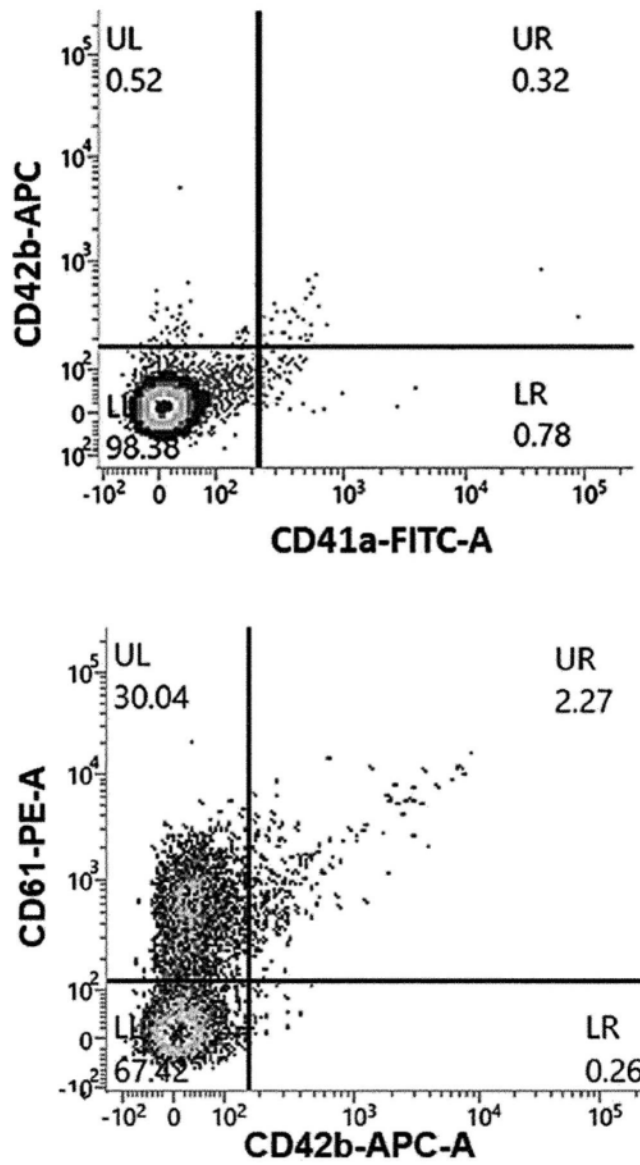 UL
0.52
UR
0.32
10⁵
10⁴
10³
10²
0
10²
CD42b-APC
LL
98.38
LR
0.78
-10² 0 10² 10³ 10⁴ 10⁵
CD41a-FITC-A
UL
30.04
UR
2.27
10⁵
10⁴
10³
10²
0
-10²
CD61-PE-A
LL
67.42
LR
0.26
-10² 0 10² 10³ 10⁴ 10⁵
CD42b-APC-A